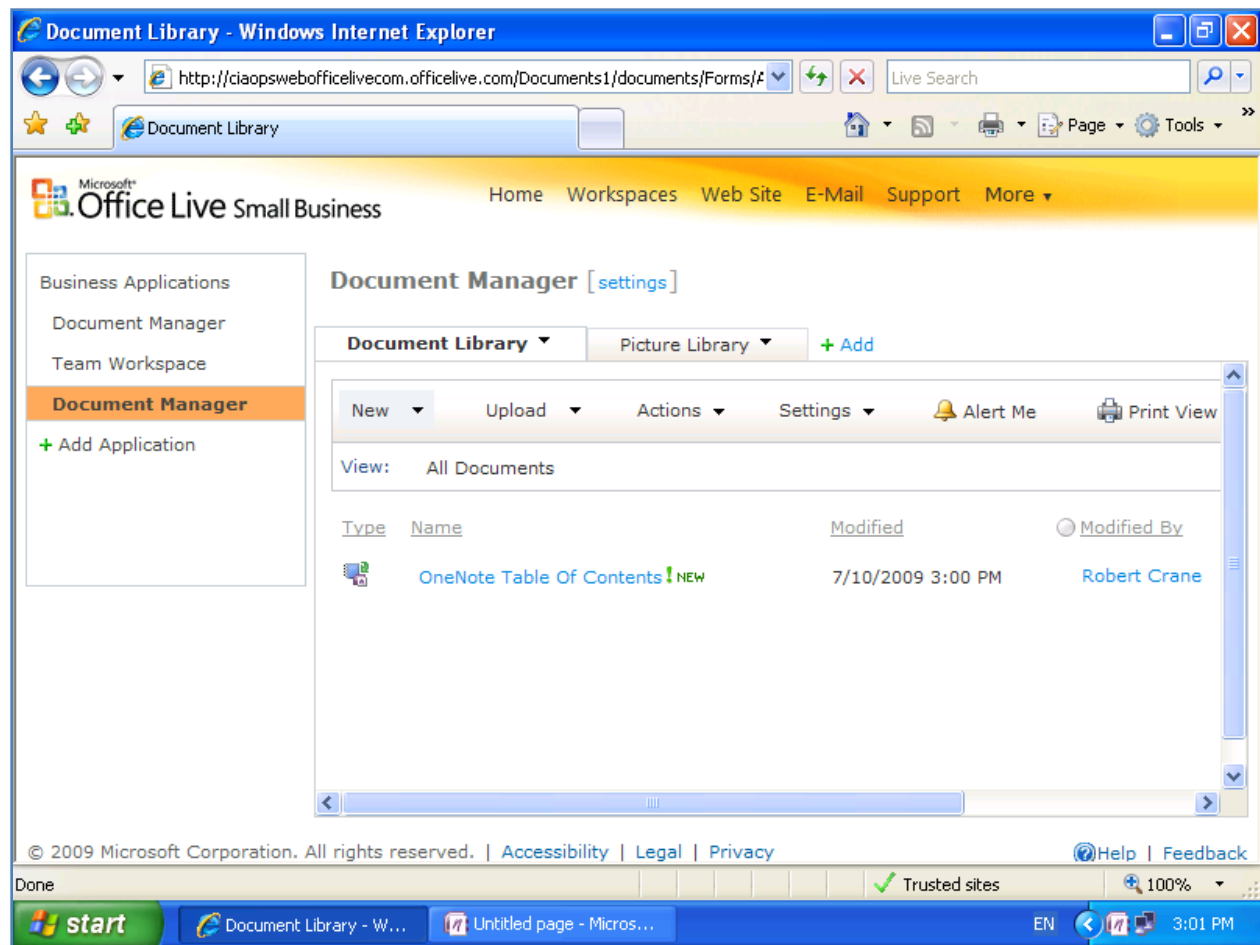 Document Library - Windows Internet Explorer
http://ciaopswebofficelivecom.officelive.com/Documents1/documents/Forms/A
Live Search
Document Library
Page
Tools
»
Microsoft®
Office Live Small Business
Home Workspaces Web Site E-Mail Support More
Business Applications
Document Manager
Team Workspace
Document Manager
+ Add Application
Document Manager [settings]
Document Library
Picture Library
+ Add
New Upload Actions Settings Alert Me Print View
View: All Documents
Type Name Modified Modified By
OneNote Table Of Contents ! NEW 7/10/2009 3:00 PM Robert Crane
© 2009 Microsoft Corporation. All rights reserved. | Accessibility | Legal | Privacy
Help | Feedback
Done Trusted sites 100%
start Document Library - W... Untitled page - Micros... EN 3:01 PM